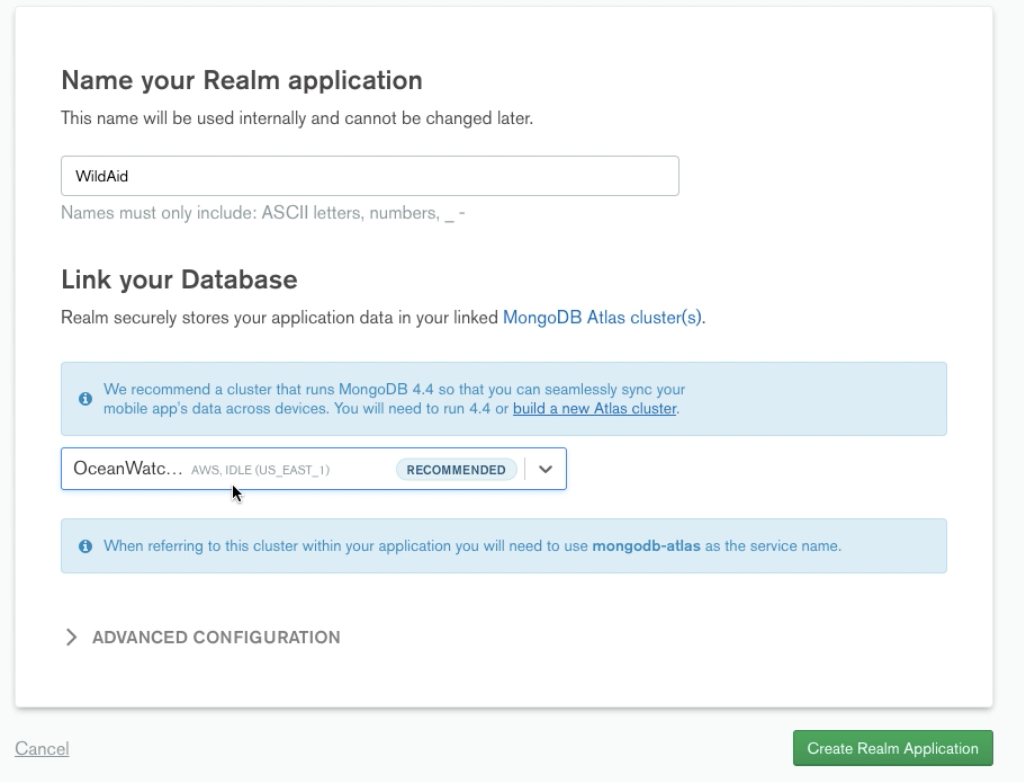 Name your Realm application
This name will be used internally and cannot be changed later.
WildAid
Names must only include: ASCII letters, numbers, _ -
Link your Database
Realm securely stores your application data in your linked MongoDB Atlas cluster(s).
We recommend a cluster that runs MongoDB 4.4 so that you can seamlessly sync your
mobile app's data across devices. You will need to run 4.4 or build a new Atlas cluster.
OceanWatc... AWS, IDLE (US_EAST_1) RECOMMENDED
When referring to this cluster within your application you will need to use mongodb-atlas as the service name.
ADVANCED CONFIGURATION
Cancel Create Realm Application